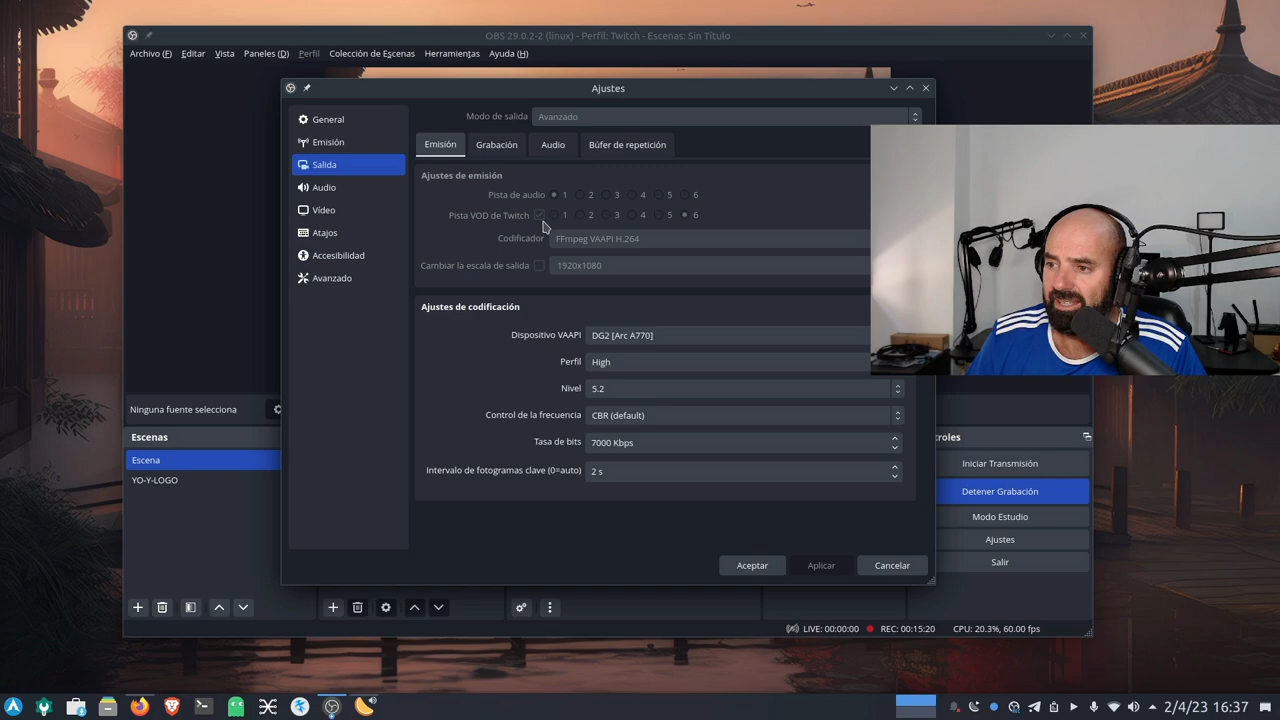 OBS 29.0.2-2 (linux) - Perfil: Twitch - Escenas: Sin Título
Archivo (F) Editar Vista Paneles (D) Perfil Colección de Escenas Herramientas Ayuda (H)
Ajustes
General
Emisión
Salida
Audio
Vídeo
Atajos
Accesibilidad
Avanzado
Modo de salida Avanzado
Emisión Grabación Audio Búfer de repetición
Ajustes de emisión
Pista de audio 1 2 3 4 5 6
Pista VOD de Twitch 1 2 3 4 5 6
Codificador FFmpeg VAAPI H.264
Cambiar la escala de salida 1920x1080
Ajustes de codificación
Dispositivo VAAPI DG2 [Arc A770]
Perfil High
Nivel 5.2
Control de la frecuencia CBR (default)
Tasa de bits 7000 Kbps
Intervalo de fotogramas clave (0=auto) 2 s
Aceptar Aplicar Cancelar
Ninguna fuente selecciona
Escenas
Escena
YO-Y-LOGO
roles
Iniciar Transmisión
Detener Grabación
Modo Estudio
Ajustes
Salir
LIVE: 00:00:00 REC: 00:15:20 CPU: 20.3%, 60.00 fps
2/4/23 16:37